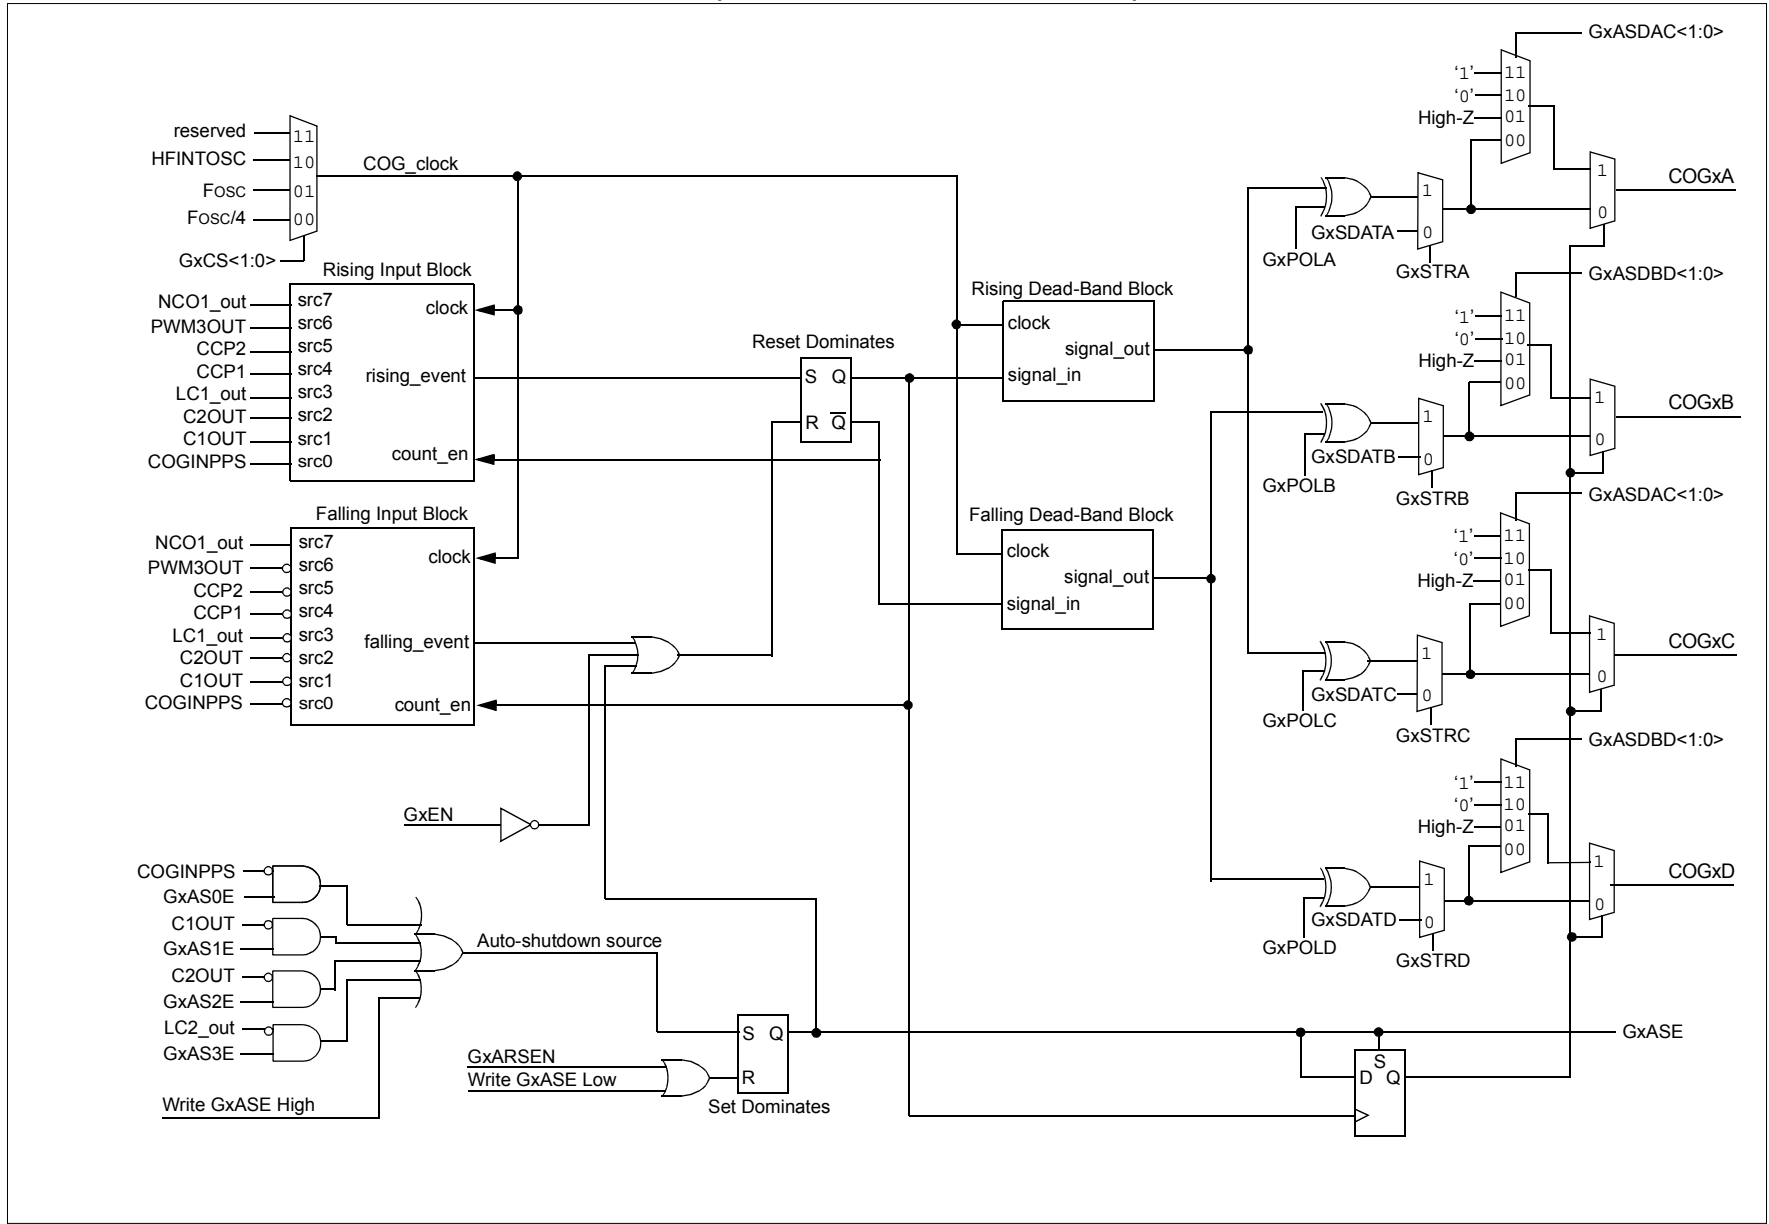 GxASDAC<1:0>
'1' 11
'0' 10
High-Z 01
00
1
0
COGxA
reserved 11
HFINTOSC 10
FOSC 01
FOSC/4 00
GxCS<1:0>
COG_clock
Rising Input Block
NCO1_out src7
PWM3OUT src6
CCP2 src5
CCP1 src4
LC1_out src3
C2OUT src2
C1OUT src1
COGINPPS src0
clock
rising_event
count_en
Falling Input Block
NCO1_out src7
PWM3OUT src6
CCP2 src5
CCP1 src4
LC1_out src3
C2OUT src2
C1OUT src1
COGINPPS src0
clock
falling_event
count_en
Reset Dominates
S Q
R Q̅
Rising Dead-Band Block
clock
signal_out
signal_in
Falling Dead-Band Block
clock
signal_out
signal_in
GxPOLA
GxSDATA
1
0
GxSTRA
GxASDBD<1:0>
'1' 11
'0' 10
High-Z 01
00
1
0
COGxB
GxPOLB
GxSDATB
1
0
GxSTRB
GxASDAC<1:0>
'1' 11
'0' 10
High-Z 01
00
1
0
COGxC
GxPOLC
GxSDATC
1
0
GxSTRC
GxASDBD<1:0>
'1' 11
'0' 10
High-Z 01
00
1
0
COGxD
GxPOLD
GxSDATD
1
0
GxSTRD
GxEN
COGINPPS
GxAS0E
C1OUT
GxAS1E
C2OUT
GxAS2E
LC2_out
GxAS3E
Write GxASE High
Auto-shutdown source
GxARSEN
Write GxASE Low
S Q
R
Set Dominates
GxASE
S
D Q